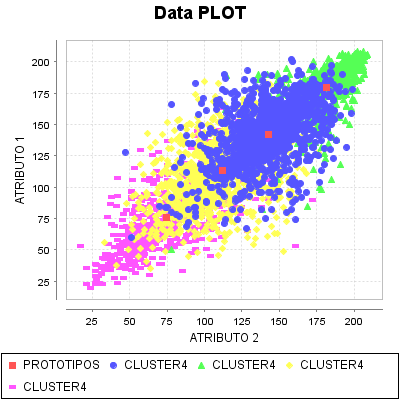 Data PLOT
ATRIBUTO 1
200
175
150
125
100
75
50
25
25 50 75 100 125 150 175 200
ATRIBUTO 2
PROTOTIPOS CLUSTER4 CLUSTER4 CLUSTER4
CLUSTER4